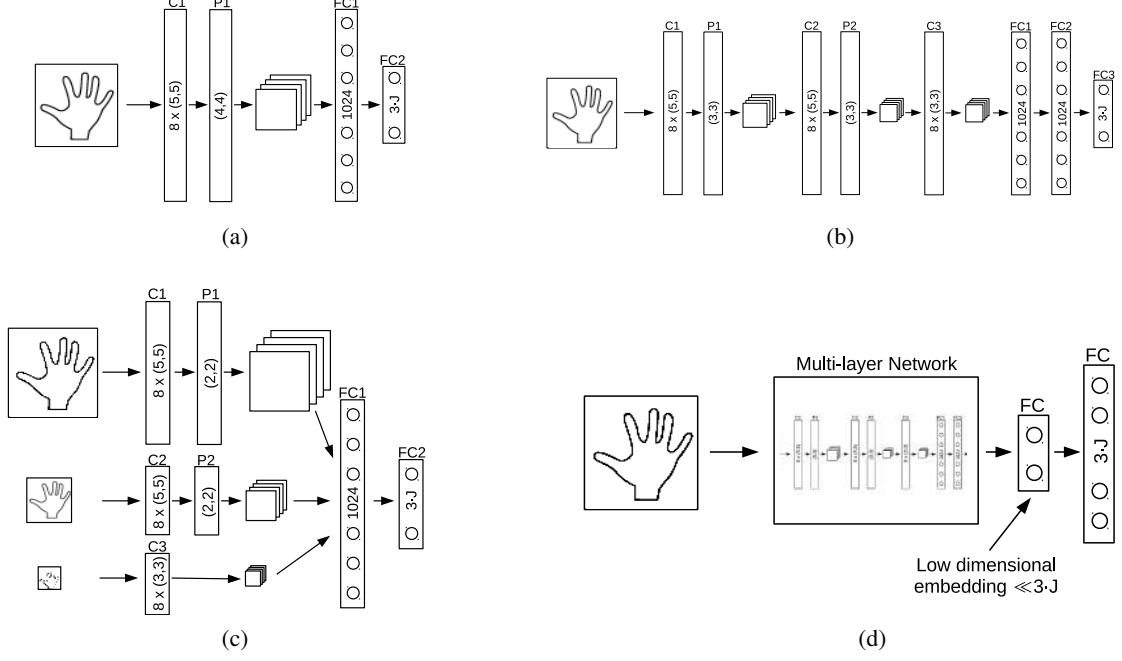 C1 P1 FC1
FC2
8 x (5,5)
(4,4)
1024
3·J
(a)
C1 P1 C2 P2 C3 FC1 FC2
FC3
8 x (5,5)
(3,3)
8 x (5,5)
(3,3)
8 x (3,3)
1024
1024
3·J
(b)
C1 P1
8 x (5,5)
(2,2)
FC1
C2 P2
FC2
8 x (5,5)
(2,2)
1024
3·J
C3
8 x (3,3)
(c)
Multi-layer Network
FC
FC
3·J
Low dimensional
embedding ≪3·J
(d)